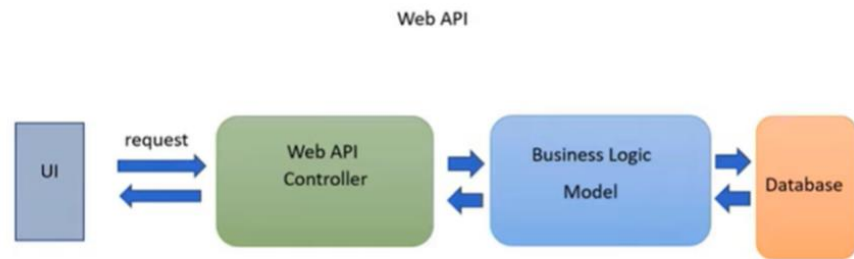 Web API
UI
request
Web API
Controller
Business Logic
Model
Database